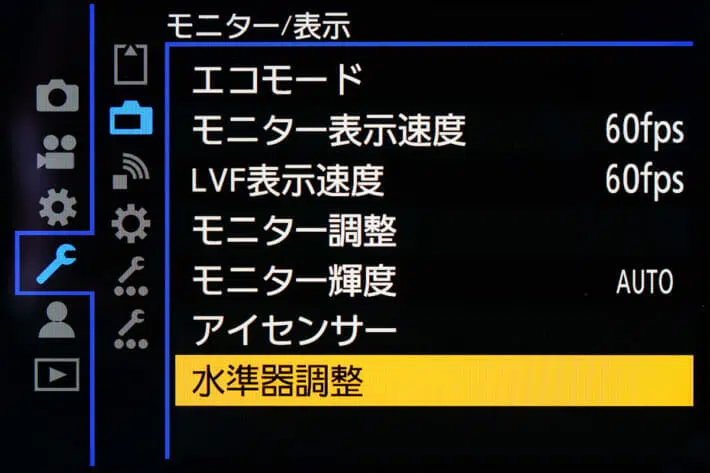 モニター/表示
エコモード
モニター表示速度 60fps
LVF表示速度 60fps
モニター調整
モニター輝度 AUTO
アイセンサー
水準器調整